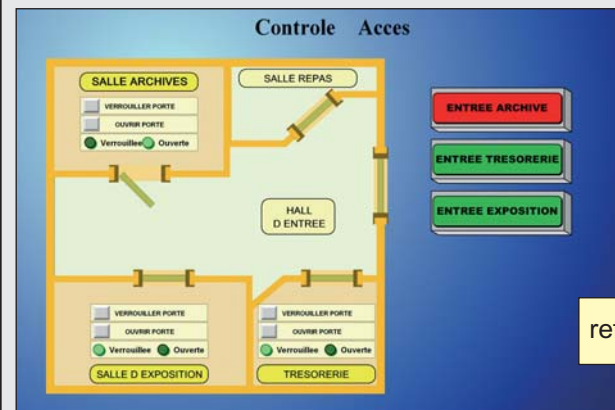 Controle Acces
SALLE ARCHIVES
VERROUILLER PORTE
OUVRIR PORTE
Verrouillee Ouverte
SALLE REPAS
ENTREE ARCHIVE
ENTREE TRESORERIE
ENTREE EXPOSITION
HALL
D ENTREE
VERROUILLER PORTE
OUVRIR PORTE
Verrouillee Ouverte
SALLE D EXPOSITION
VERROUILLER PORTE
OUVRIR PORTE
Verrouillee Ouverte
TRESORERIE